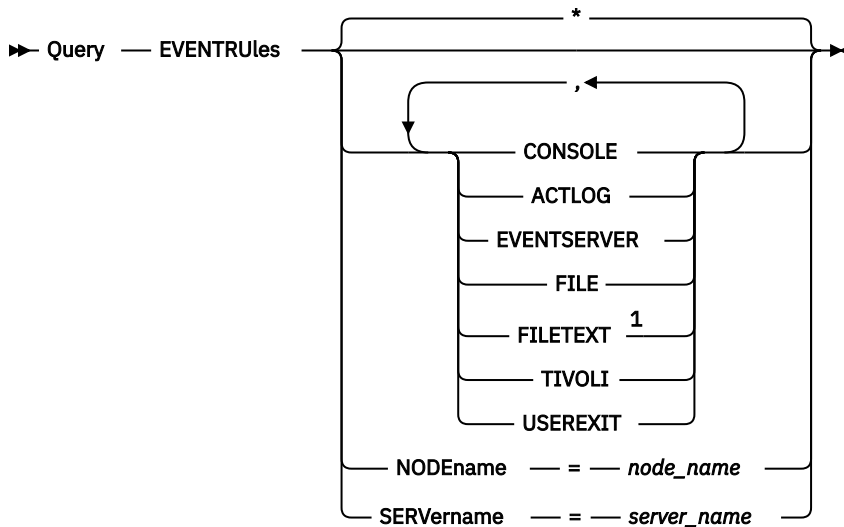 *
Query EVENTRUles
,
CONSOLE
ACTLOG
EVENTSERVER
FILE
FILETEXT 1
TIVOLI
USEREXIT
NODEname = node_name
SERVername = server_name